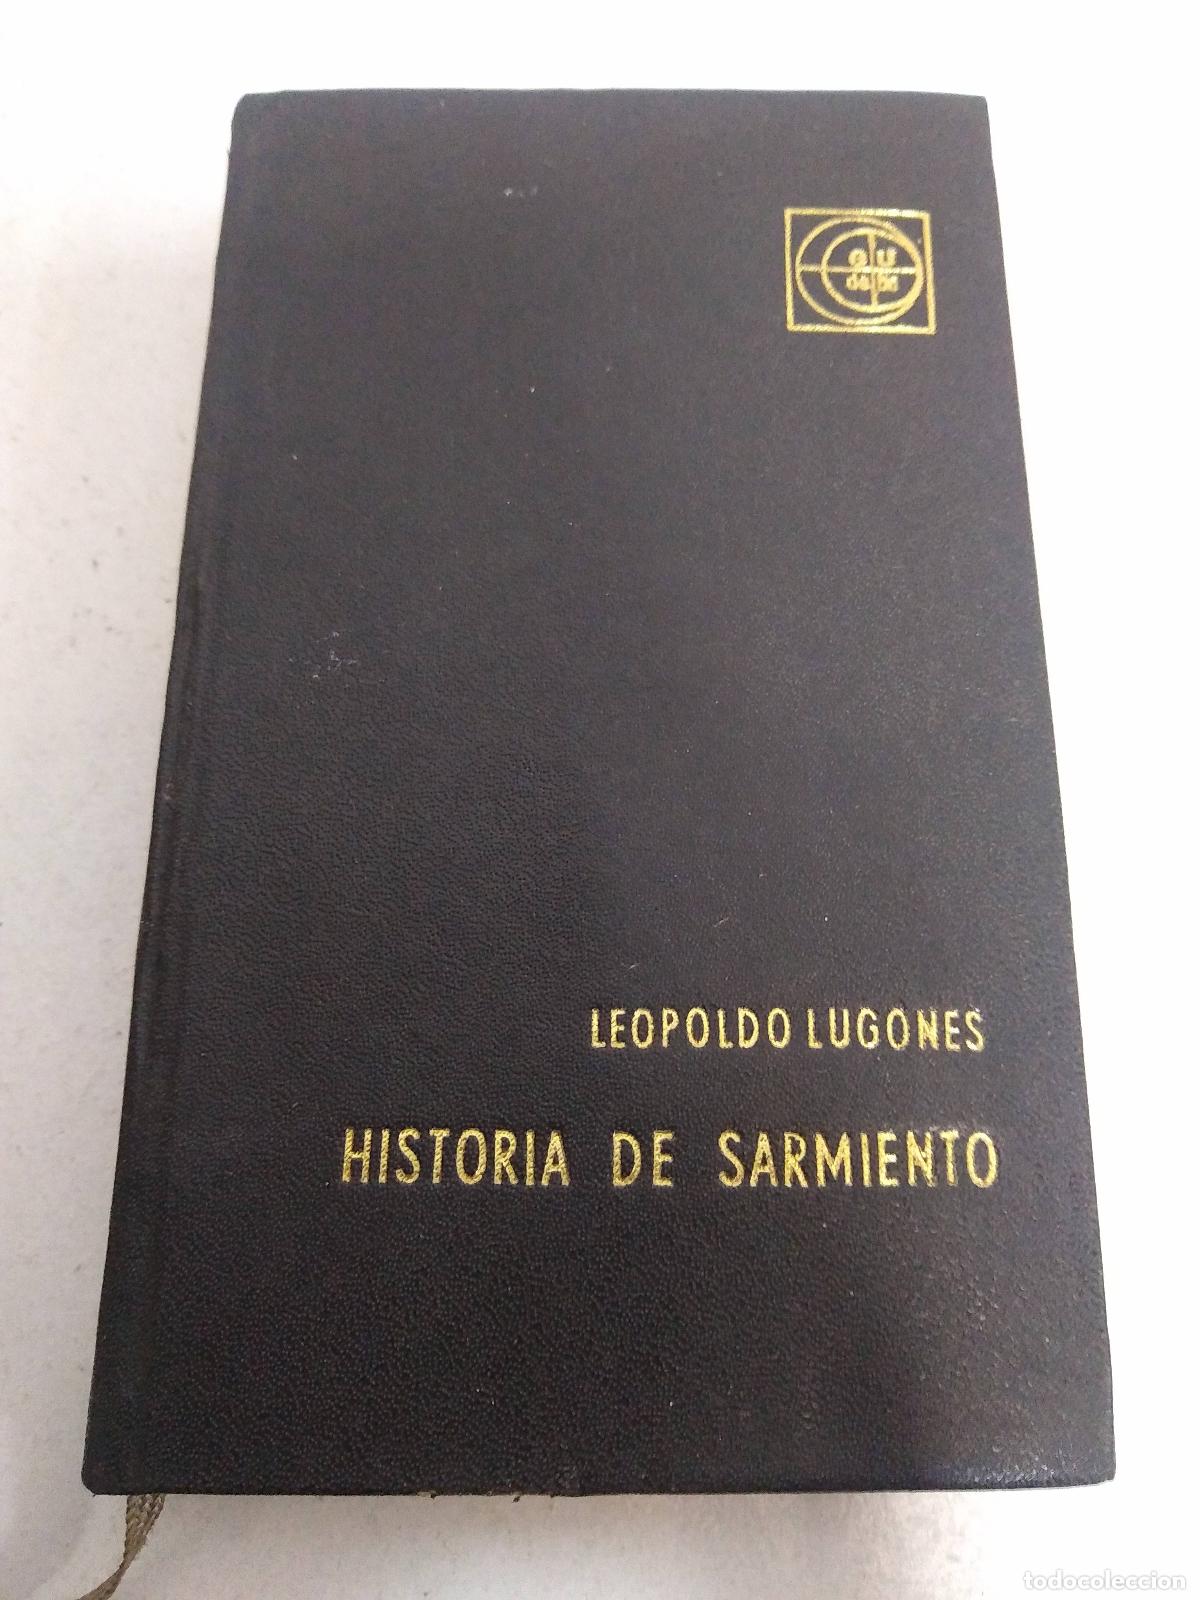 LEOPOLDO LUGONES
HISTORIA DE SARMIENTO
todocoleccion